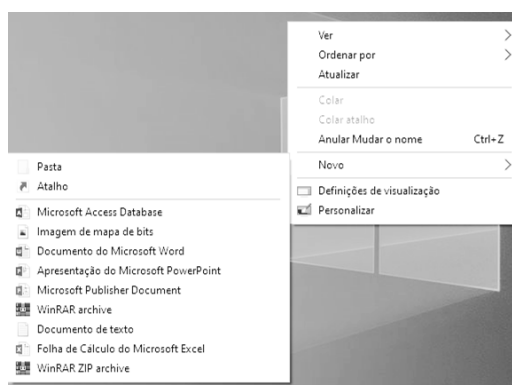 Ver
Ordenar por
Atualizar
Colar
Colar atalho
Anular Mudar o nome Ctrl+Z
Novo
Definições de visualização
Personalizar
Pasta
Atalho
Microsoft Access Database
Imagem de mapa de bits
Documento do Microsoft Word
Apresentação do Microsoft PowerPoint
Microsoft Publisher Document
WinRAR archive
Documento de texto
Folha de Cálculo do Microsoft Excel
WinRAR ZIP archive